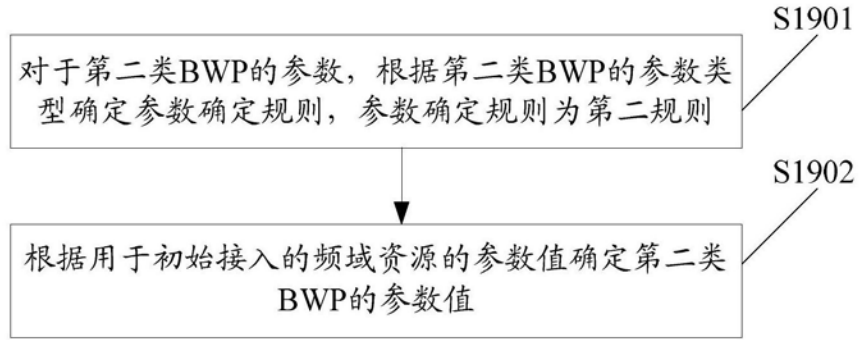 S1901
对于第二类BWP的参数，根据第二类BWP的参数类
型确定参数确定规则，参数确定规则为第二规则
S1902
根据用于初始接入的频域资源的参数值确定第二类
BWP的参数值